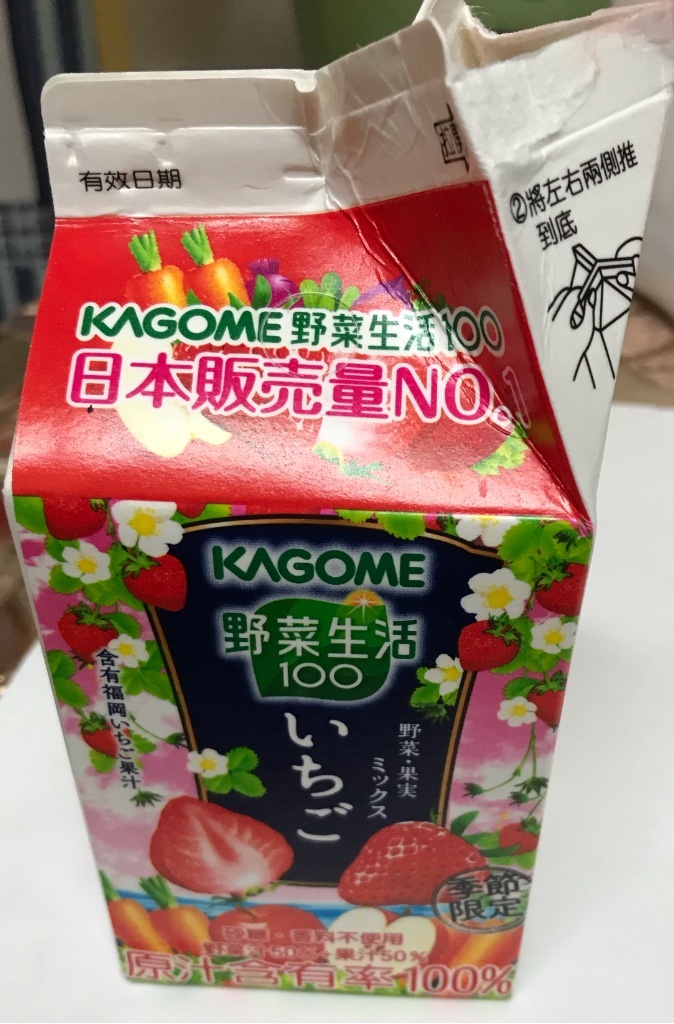 有效日期
②將左右兩側推
到底
KAGOME野菜生活100
日本販売量NO.1
KAGOME
野菜生活
100
いちご
野菜・果実
ミックス
含有福岡いちご果汁
季節
限定
砂糖・香料不使用
野菜汁50%・果汁50%
原汁含有率100%